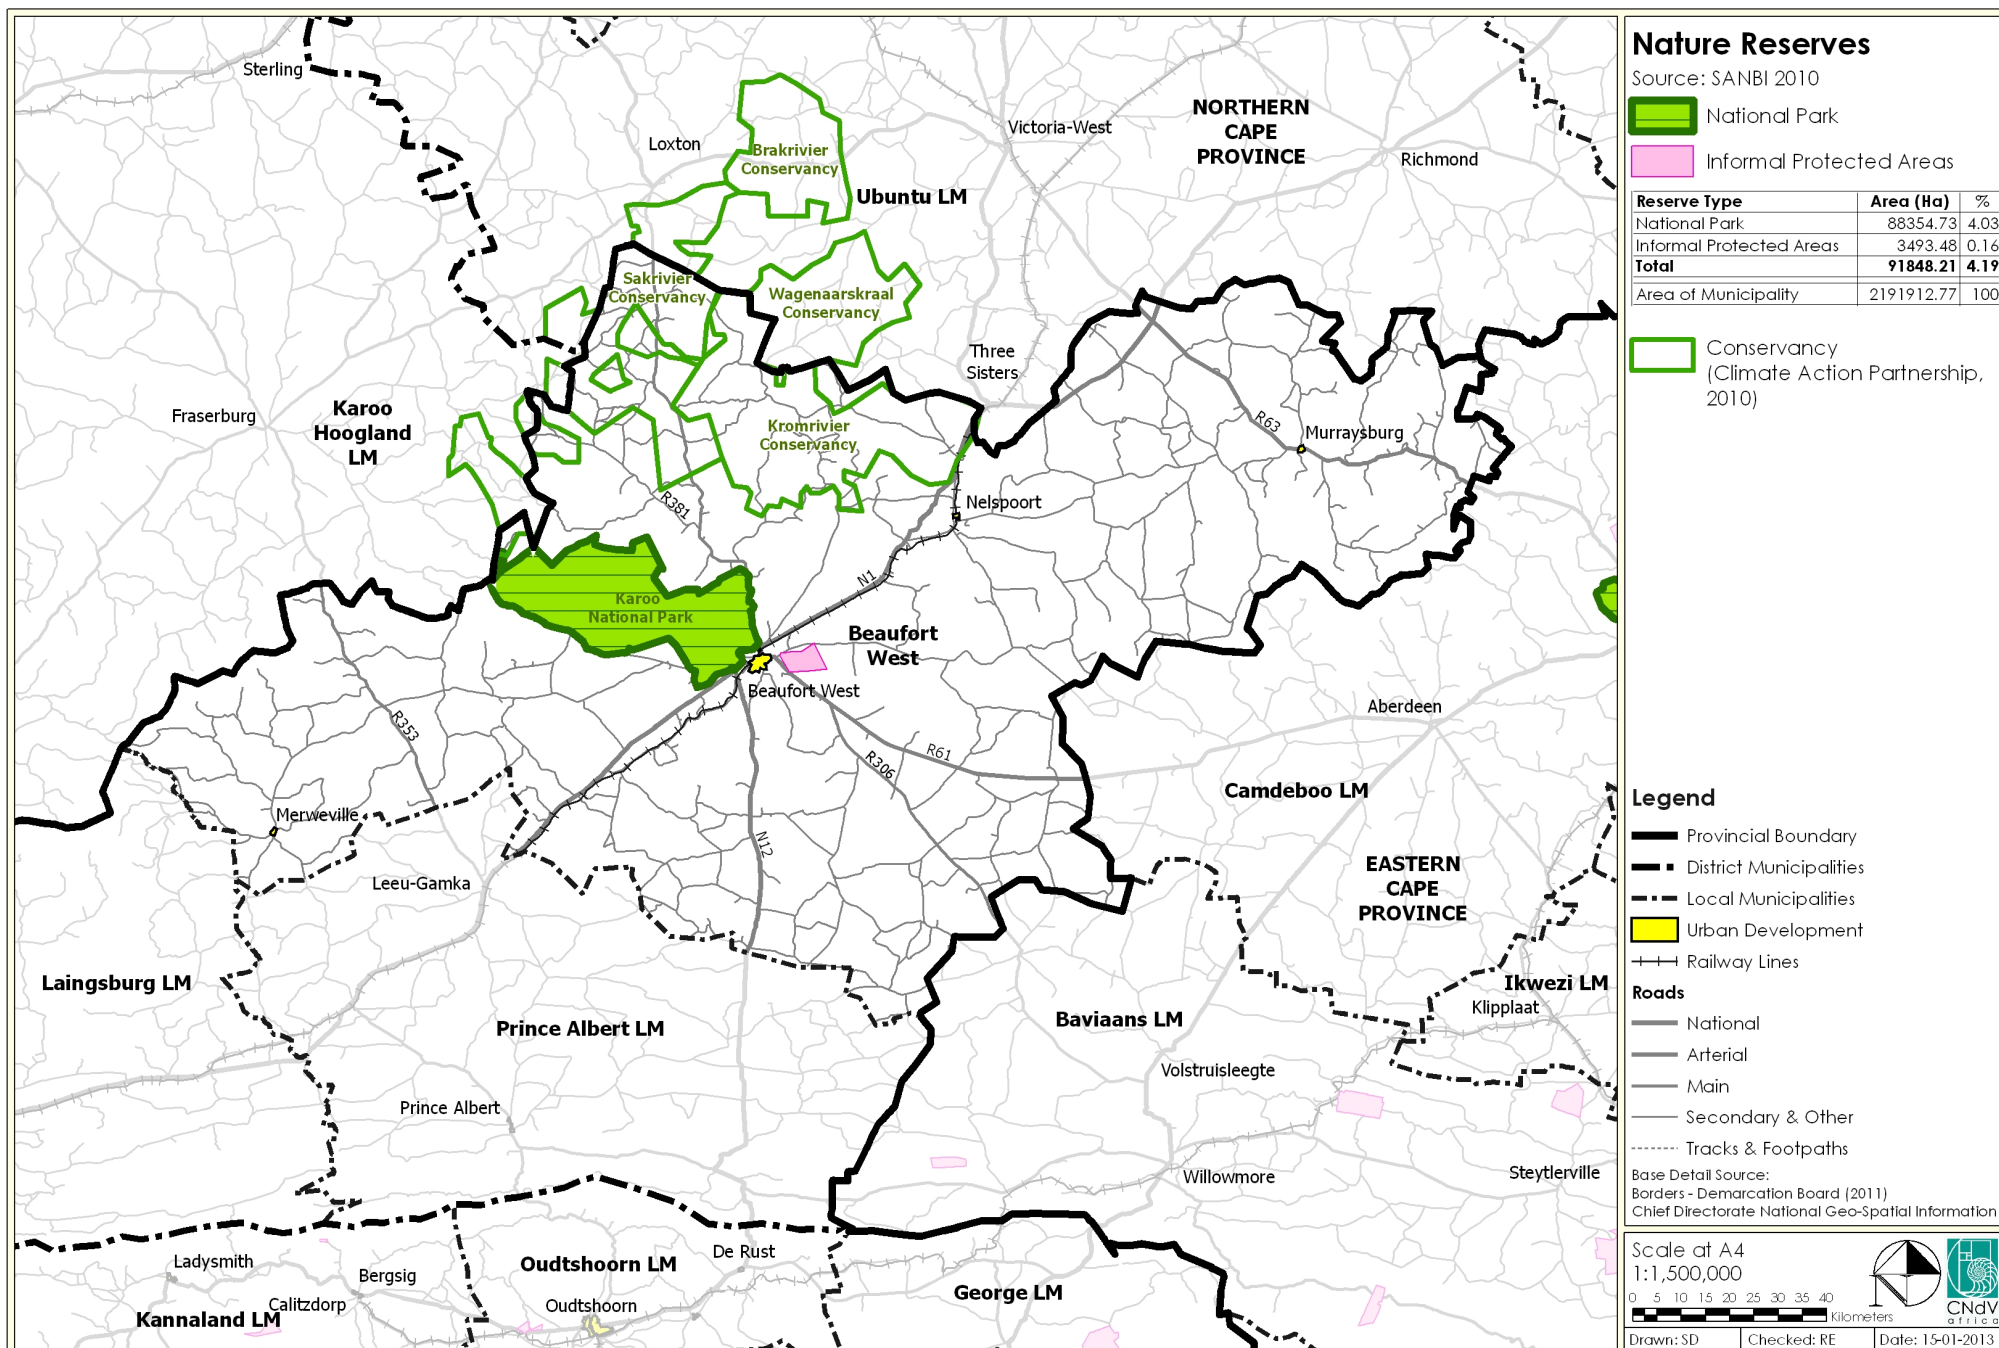 Sterling
Loxton
Victoria-West
NORTHERN
CAPE
PROVINCE
Richmond
Brakrivier
Conservancy
Ubuntu LM
Sakrivier
Conservancy
Wagenaarskraal
Conservancy
Three
Sisters
Fraserburg
Karoo
Hoogland
LM
Kromrivier
Conservancy
R63
Murraysburg
R381
Nelspoort
N1
Karoo
National Park
Beaufort
West
Beaufort West
Aberdeen
R353
R61
R306
Camdeboo LM
Merweville
N12
Leeu-Gamka
EASTERN
CAPE
PROVINCE
Laingsburg LM
Ikwezi LM
Klipplaat
Prince Albert LM
Baviaans LM
Volstruisleegte
Prince Albert
Willowmore
Steytlerville
Ladysmith
Bergsig
Oudtshoorn LM
De Rust
Calitzdorp
Oudtshoorn
George LM
Kannaland LM
Nature Reserves
Source: SANBI 2010
National Park
Informal Protected Areas
Reserve Type Area (Ha) %
National Park 88354.73 4.03
Informal Protected Areas 3493.48 0.16
Total 91848.21 4.19
Area of Municipality 2191912.77 100
Conservancy
(Climate Action Partnership,
2010)
Legend
Provincial Boundary
District Municipalities
Local Municipalities
Urban Development
Railway Lines
Roads
National
Arterial
Main
Secondary & Other
Tracks & Footpaths
Base Detail Source:
Borders - Demarcation Board (2011)
Chief Directorate National Geo-Spatial Information
Scale at A4
1:1,500,000
0 5 10 15 20 25 30 35 40
Kilometers
CNdV
africa
Drawn: SD Checked: RE Date: 15-01-2013